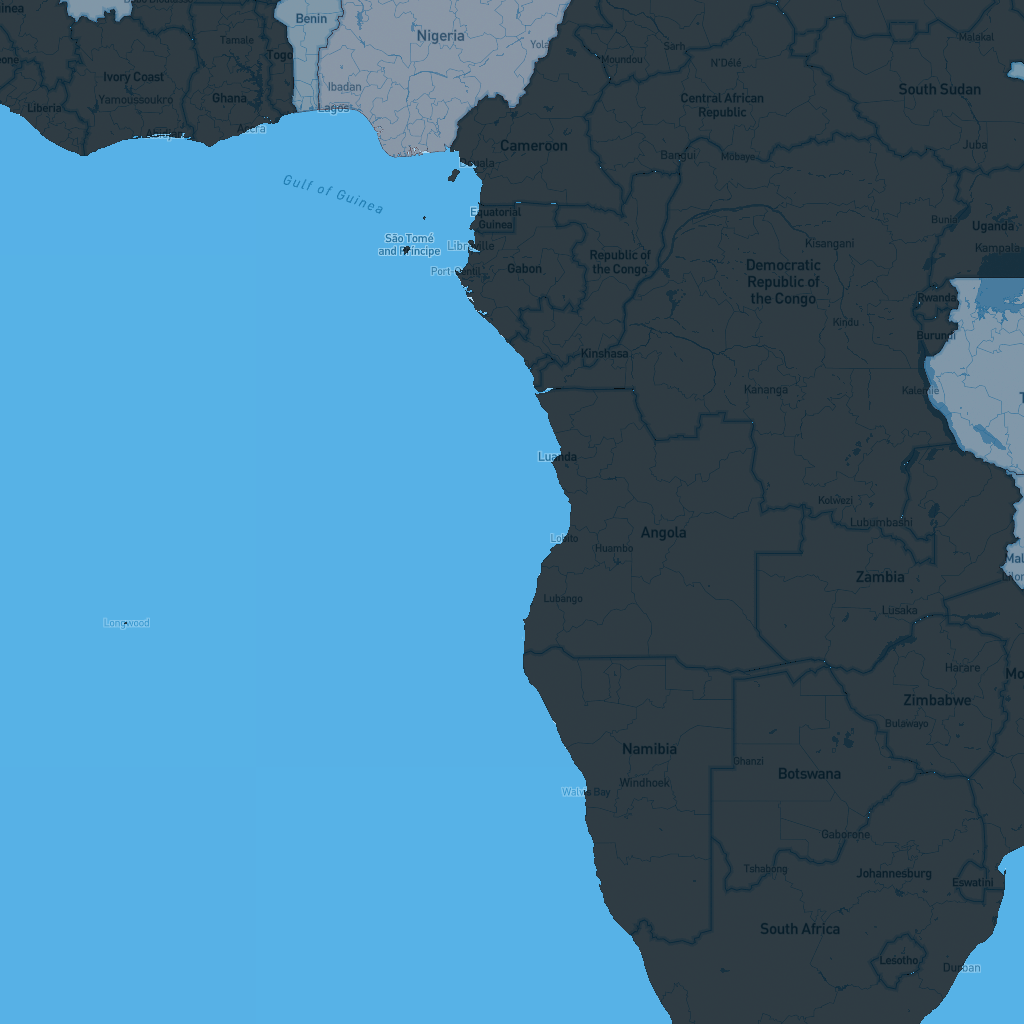 Benin
Nigeria
Tamale
Yola
Sarh
Malakal
Togo
Moundou
N'Délé
Ivory Coast
Ibadan
South Sudan
Yamoussoukro
Ghana
Central African
Republic
Liberia
Lagos
Accra
Cameroon
Juba
Bangui
Mobaye
Douala
Gulf of Guinea
Equatorial
Guinea
Bunia
Uganda
São Tomé
and Príncipe
Libreville
Kisangani
Kampala
Republic of
the Congo
Port-Gentil
Gabon
Democratic
Republic of
the Congo
Rwanda
Kindu
Burundi
Kinshasa
Kananga
Kalemie
Luanda
Kolwezi
Lubumbashi
Angola
Lobito
Huambo
Mal
Zambia
Lubango
Lusaka
Longwood
Harare
Mo
Zimbabwe
Bulawayo
Namibia
Ghanzi
Botswana
Windhoek
Walvis Bay
Gaborone
Tshabong
Johannesburg
Eswatini
South Africa
Lesotho
Durban